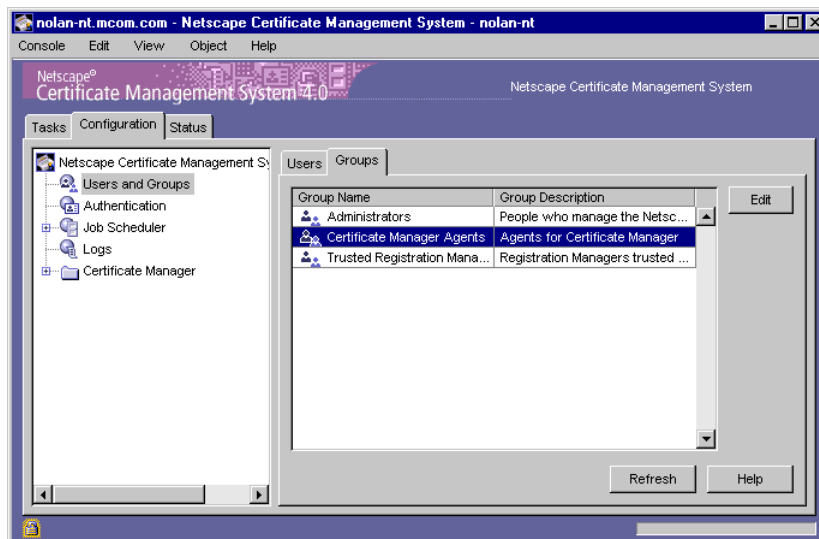 nolan-nt.mcom.com - Netscape Certificate Management System - nolan-nt
Console Edit View Object Help
Netscape®
Certificate Management System 4.0
Netscape Certificate Management System
Tasks Configuration Status
Netscape Certificate Management Sy
Users and Groups
Authentication
Job Scheduler
Logs
Certificate Manager
Users Groups
Group Name Group Description
Administrators People who manage the Netsc...
Certificate Manager Agents Agents for Certificate Manager
Trusted Registration Mana... Registration Managers trusted ...
Edit
Refresh Help